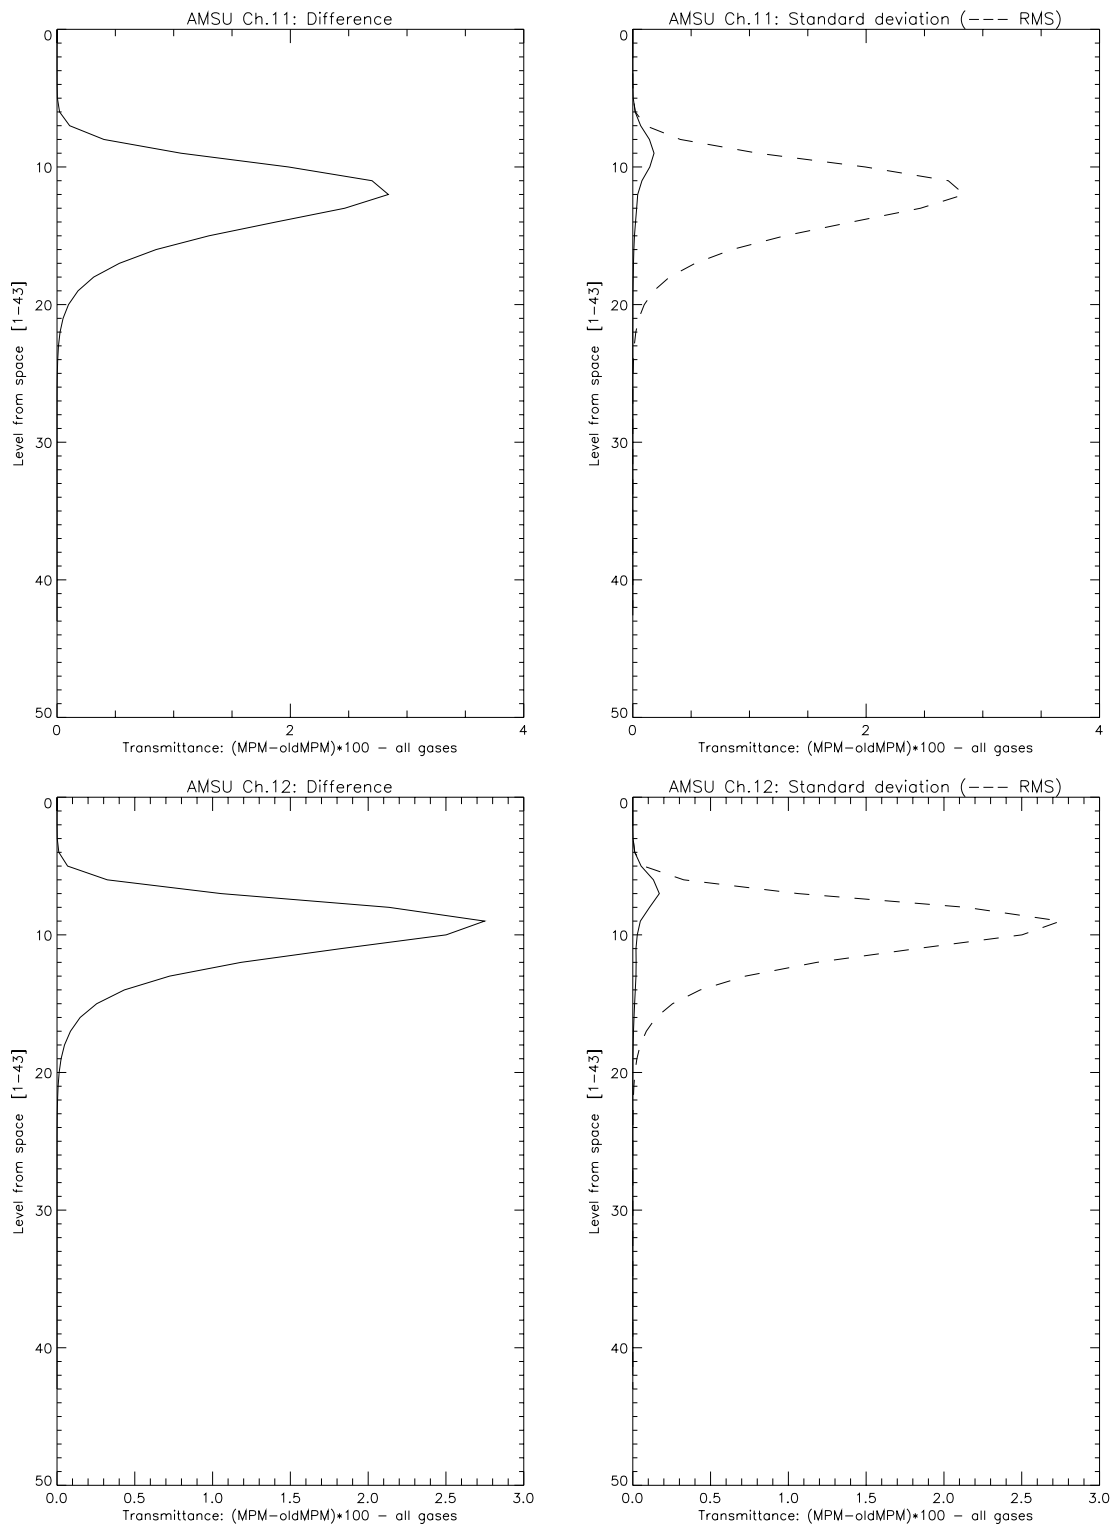 AMSU Ch.11: Difference
0
10
20
30
40
50
Level from space [1-43]
0 2 4
Transmittance: (MPM-oldMPM)*100 - all gases
AMSU Ch.11: Standard deviation (--- RMS)
0
10
20
30
40
50
Level from space [1-43]
0 2 4
Transmittance: (MPM-oldMPM)*100 - all gases
AMSU Ch.12: Difference
0
10
20
30
40
50
Level from space [1-43]
0.0 0.5 1.0 1.5 2.0 2.5 3.0
Transmittance: (MPM-oldMPM)*100 - all gases
AMSU Ch.12: Standard deviation (--- RMS)
0
10
20
30
40
50
Level from space [1-43]
0.0 0.5 1.0 1.5 2.0 2.5 3.0
Transmittance: (MPM-oldMPM)*100 - all gases